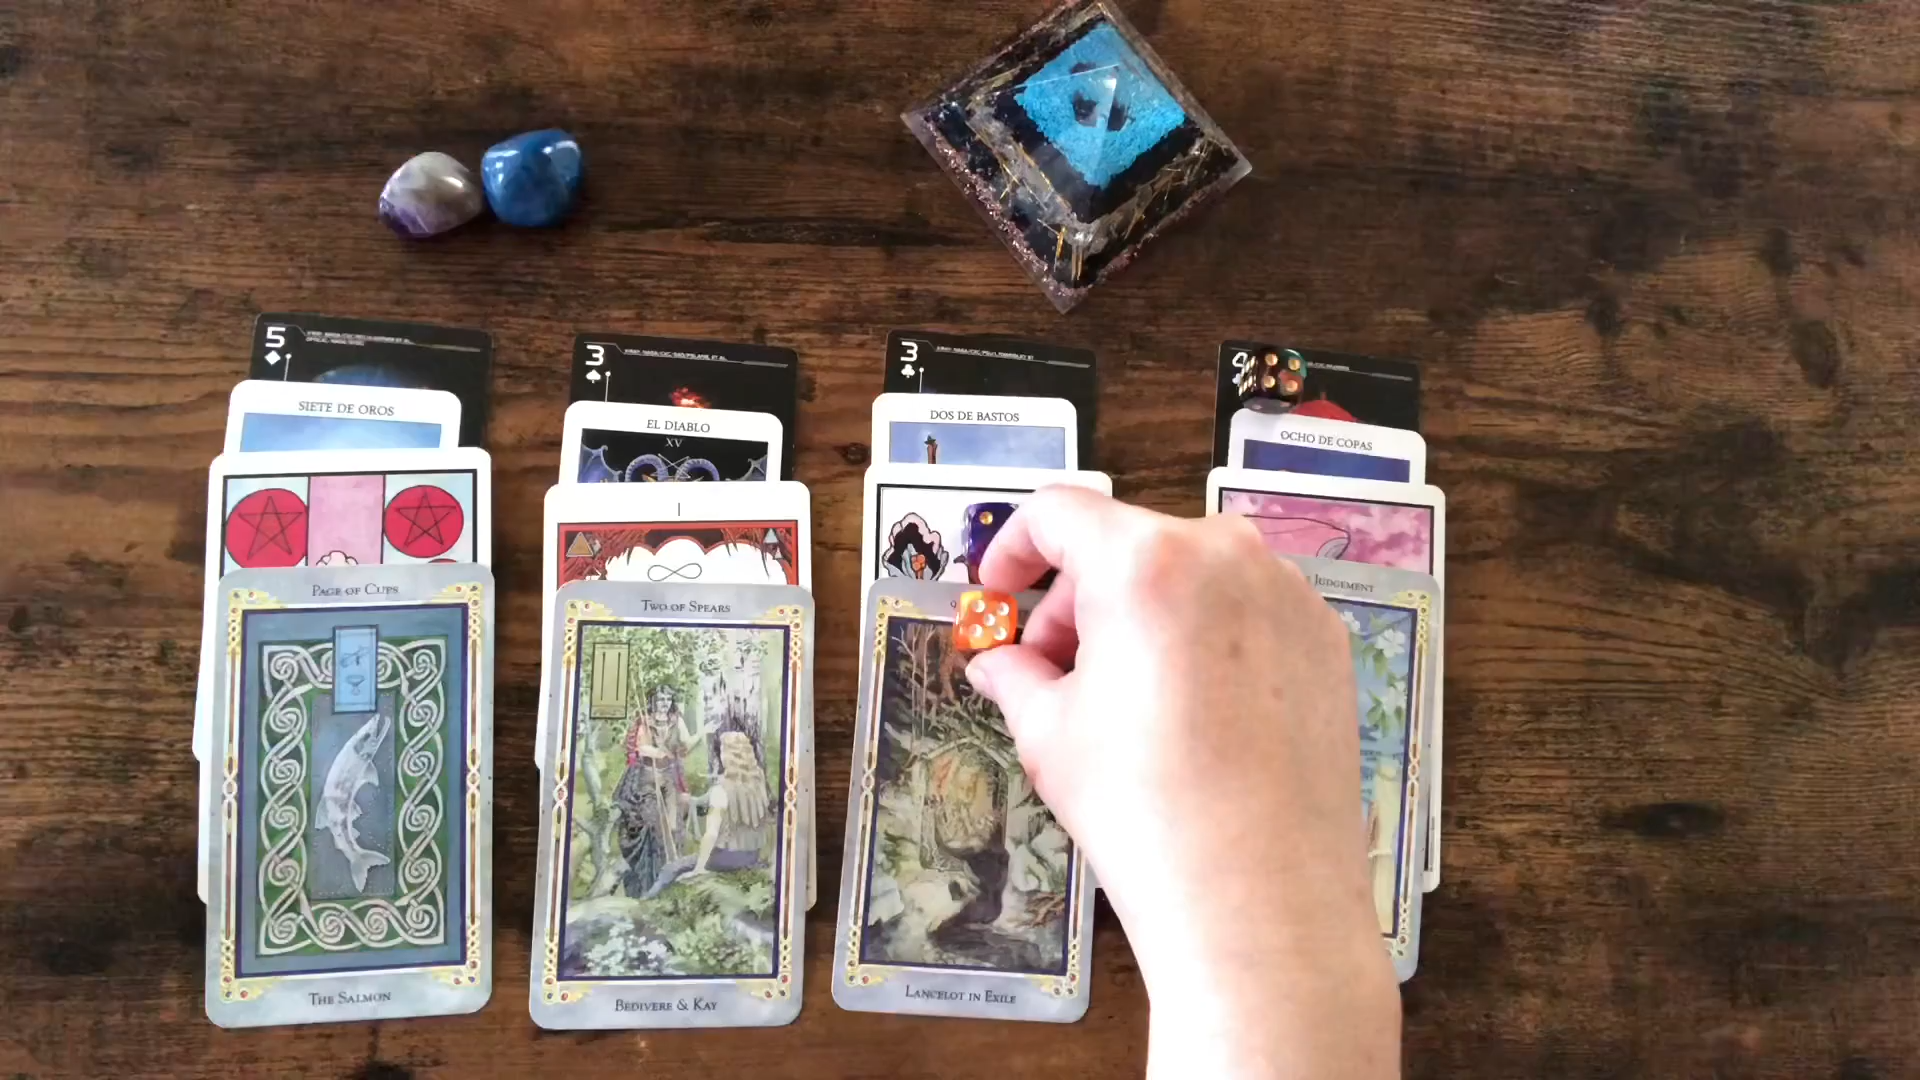 5
SIETE DE OROS
PAGE OF CUPS
THE SALMON
3
EL DIABLO
XV
I
TWO OF SPEARS
BEDIVERE & KAY
3
DOS DE BASTOS
LANCELOT IN EXILE
OCHO DE COPAS
JUDGEMENT